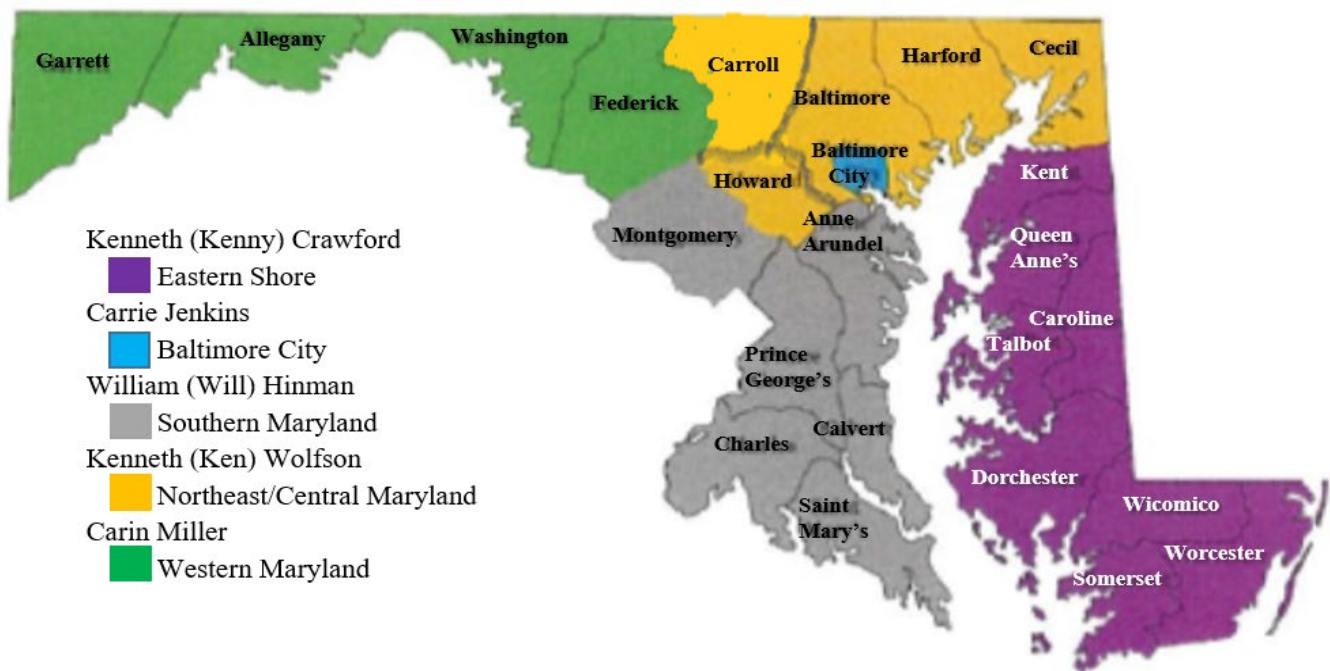 Garrett
Allegany
Washington
Federick
Carroll
Baltimore
Harford
Cecil
Baltimore
City
Howard
Montgomery
Anne
Arundel
Kent
Queen
Anne's
Caroline
Talbot
Prince
George's
Charles
Calvert
Saint
Mary's
Dorchester
Wicomico
Worcester
Somerset
Kenneth (Kenny) Crawford
Eastern Shore
Carrie Jenkins
Baltimore City
William (Will) Hinman
Southern Maryland
Kenneth (Ken) Wolfson
Northeast/Central Maryland
Carin Miller
Western Maryland